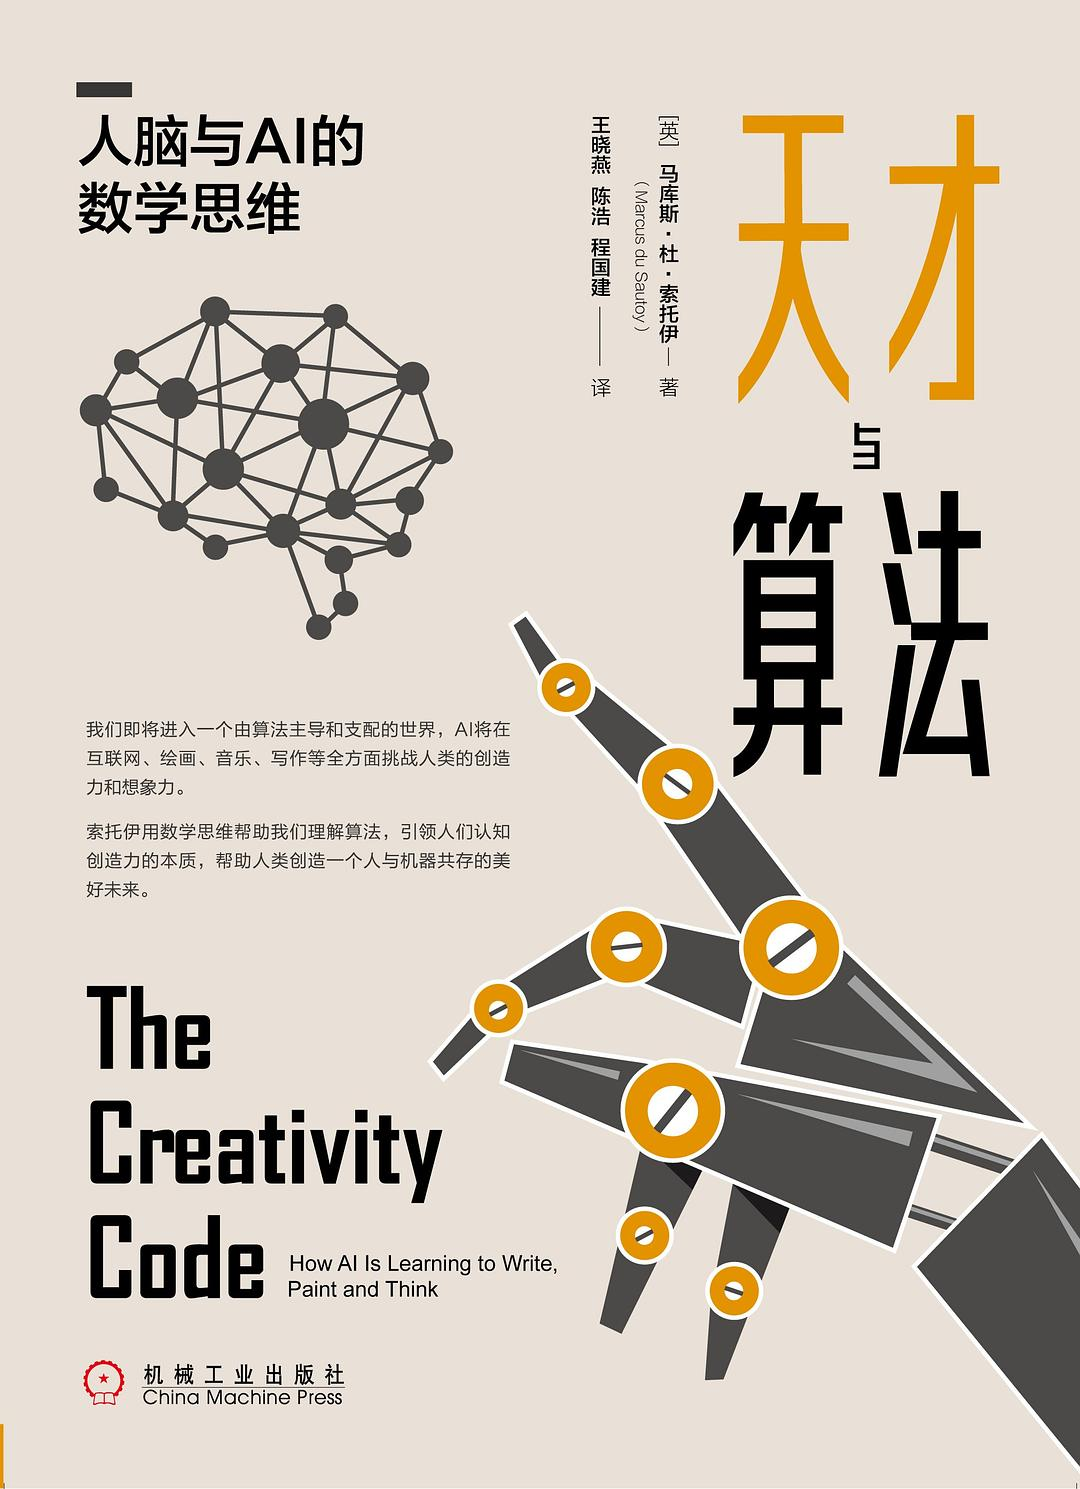 人脑与AI的
数学思维
天才
与
算法
[英] 马库斯·杜·索托伊 — 著
(Marcus du Sautoy)
王晓燕 陈浩 程国建 —— 译
我们即将进入一个由算法主导和支配的世界，AI将在
互联网、绘画、音乐、写作等全方面挑战人类的创造
力和想象力。
索托伊用数学思维帮助我们理解算法，引领人们认知
创造力的本质，帮助人类创造一个人与机器共存的美
好未来。
The
Creativity
Code
How AI Is Learning to Write,
Paint and Think
机械工业出版社
China Machine Press